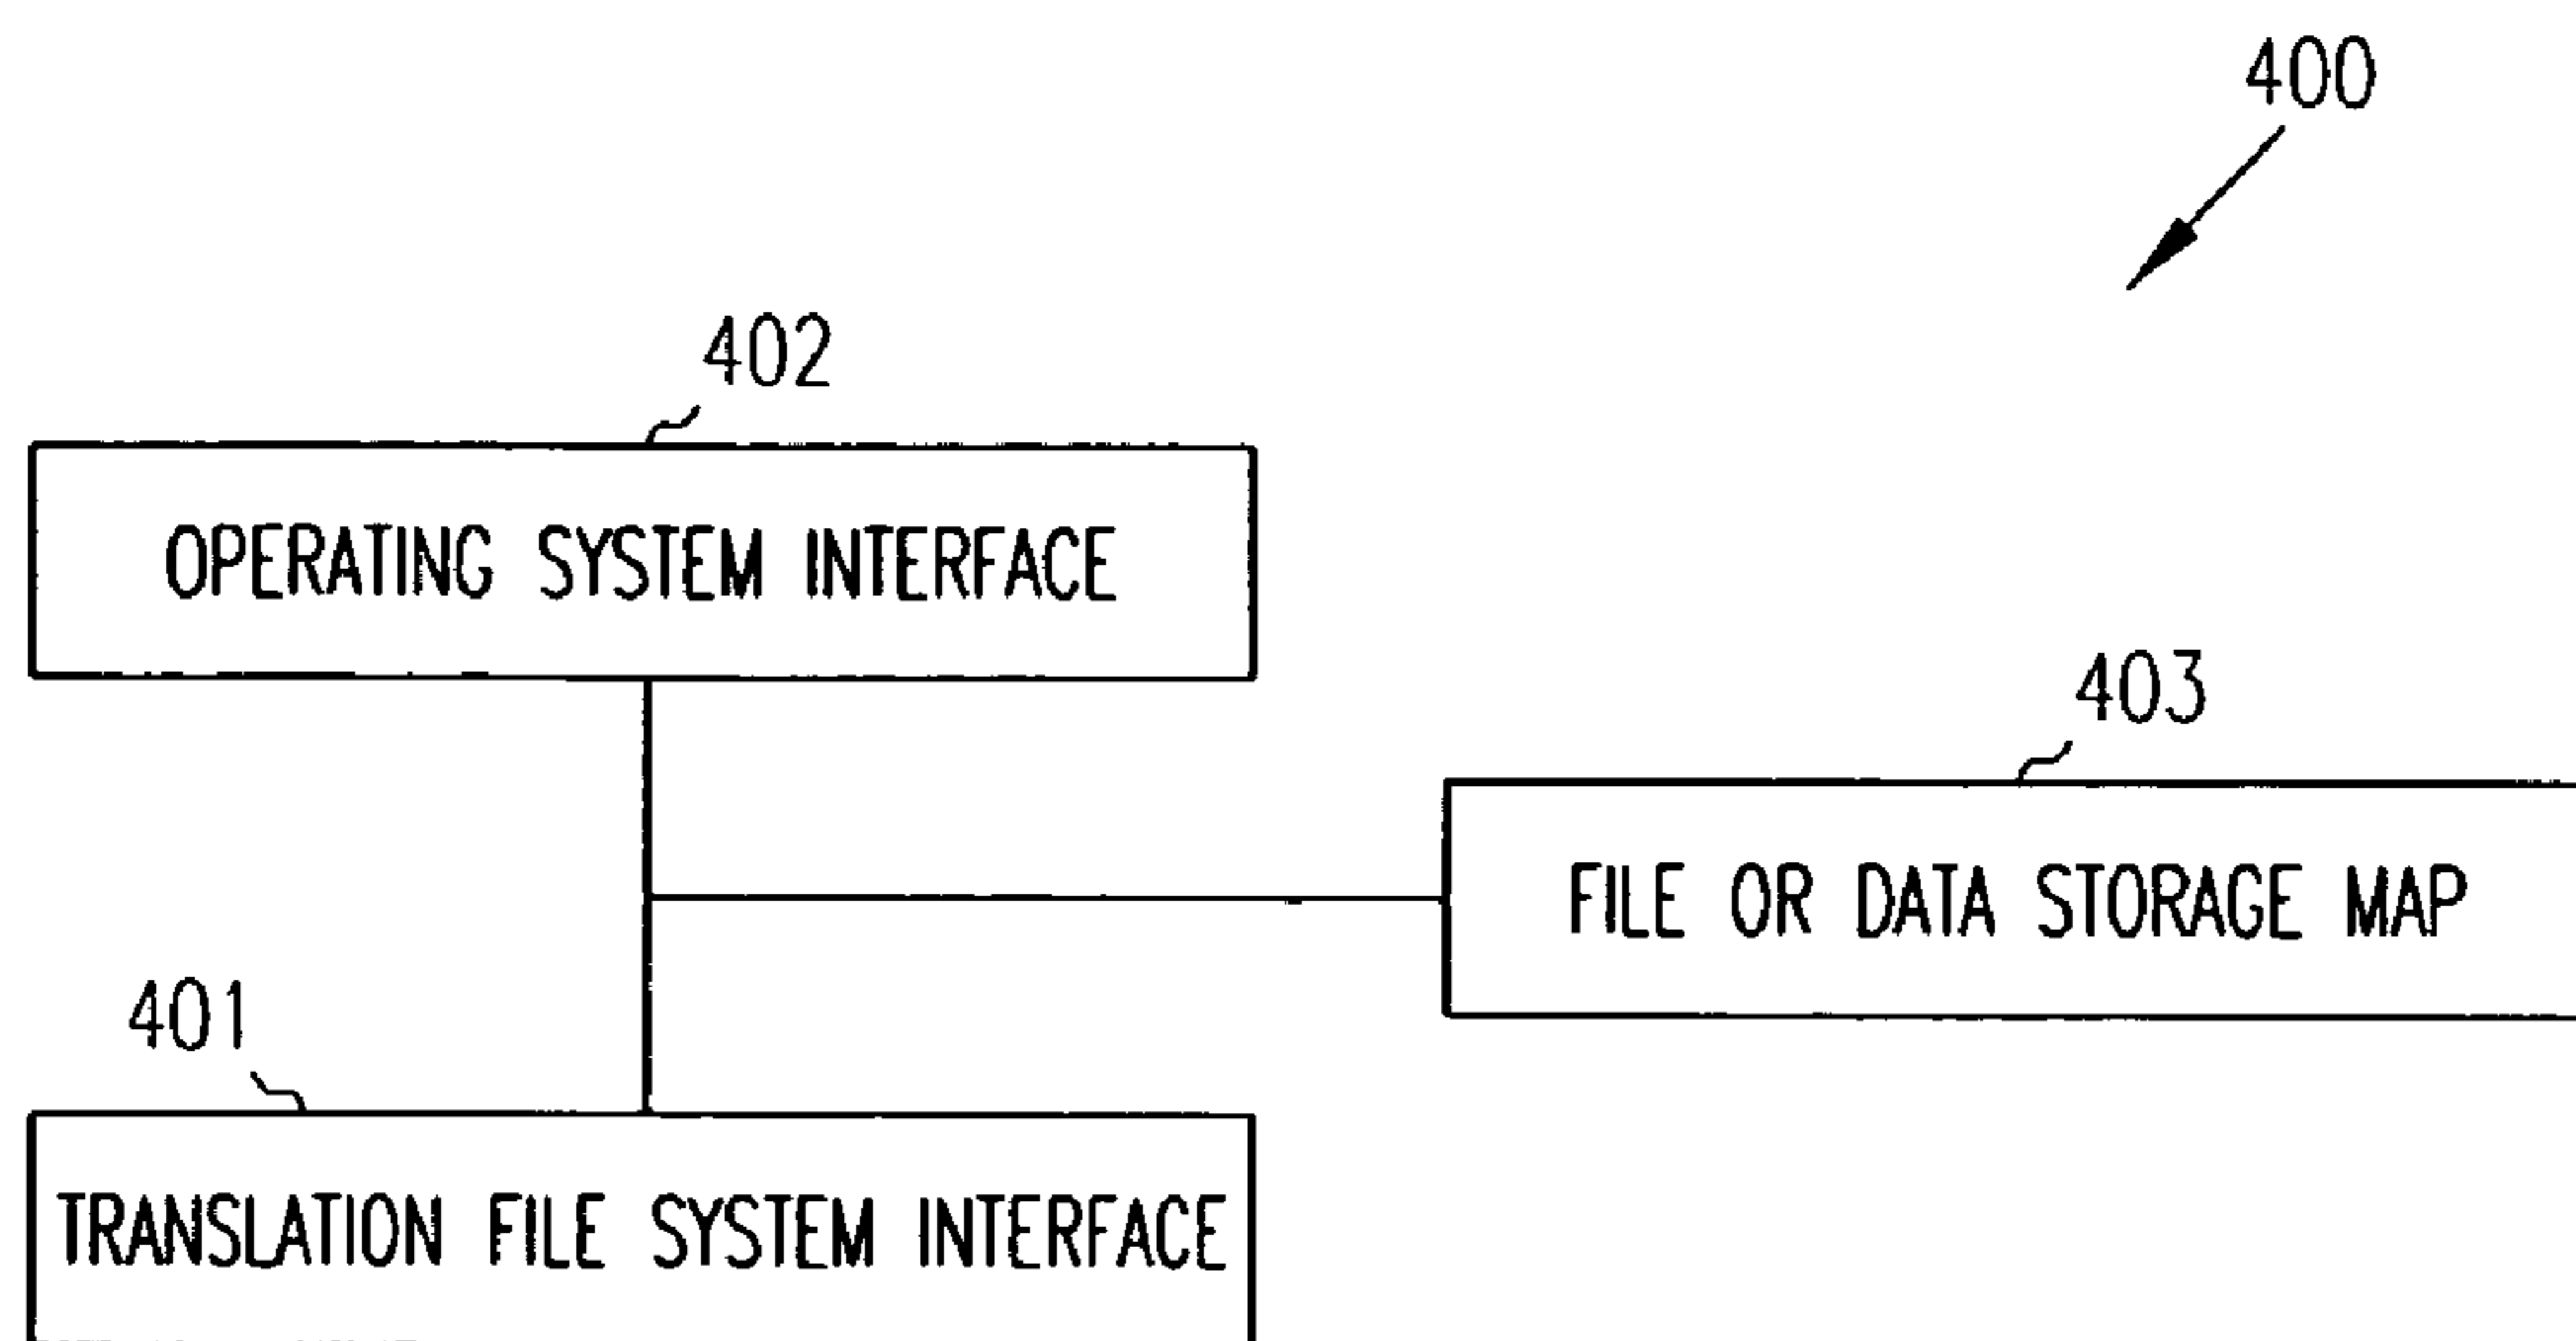 400
402
OPERATING SYSTEM INTERFACE
403
FILE OR DATA STORAGE MAP
401
TRANSLATION FILE SYSTEM INTERFACE